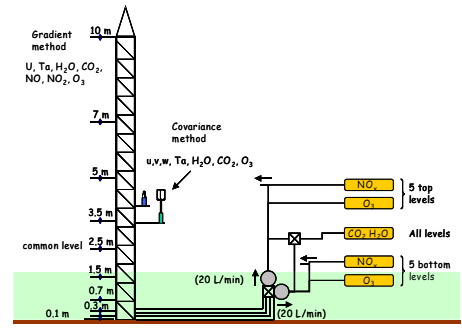 Gradient
method
U, Ta, H₂O, CO₂,
NO, NO₂, O₃
10 m
7 m
5 m
3.5 m
common level
2.5 m
1.5 m
0.7 m
0.3 m
0.1 m
Covariance
method
u,v,w, Ta, H₂O, CO₂, O₃
NOₓ
O₃
5 top
levels
CO₂ H₂O
All levels
NOₓ
O₃
5 bottom
levels
(20 L/min)
(20 L/min)